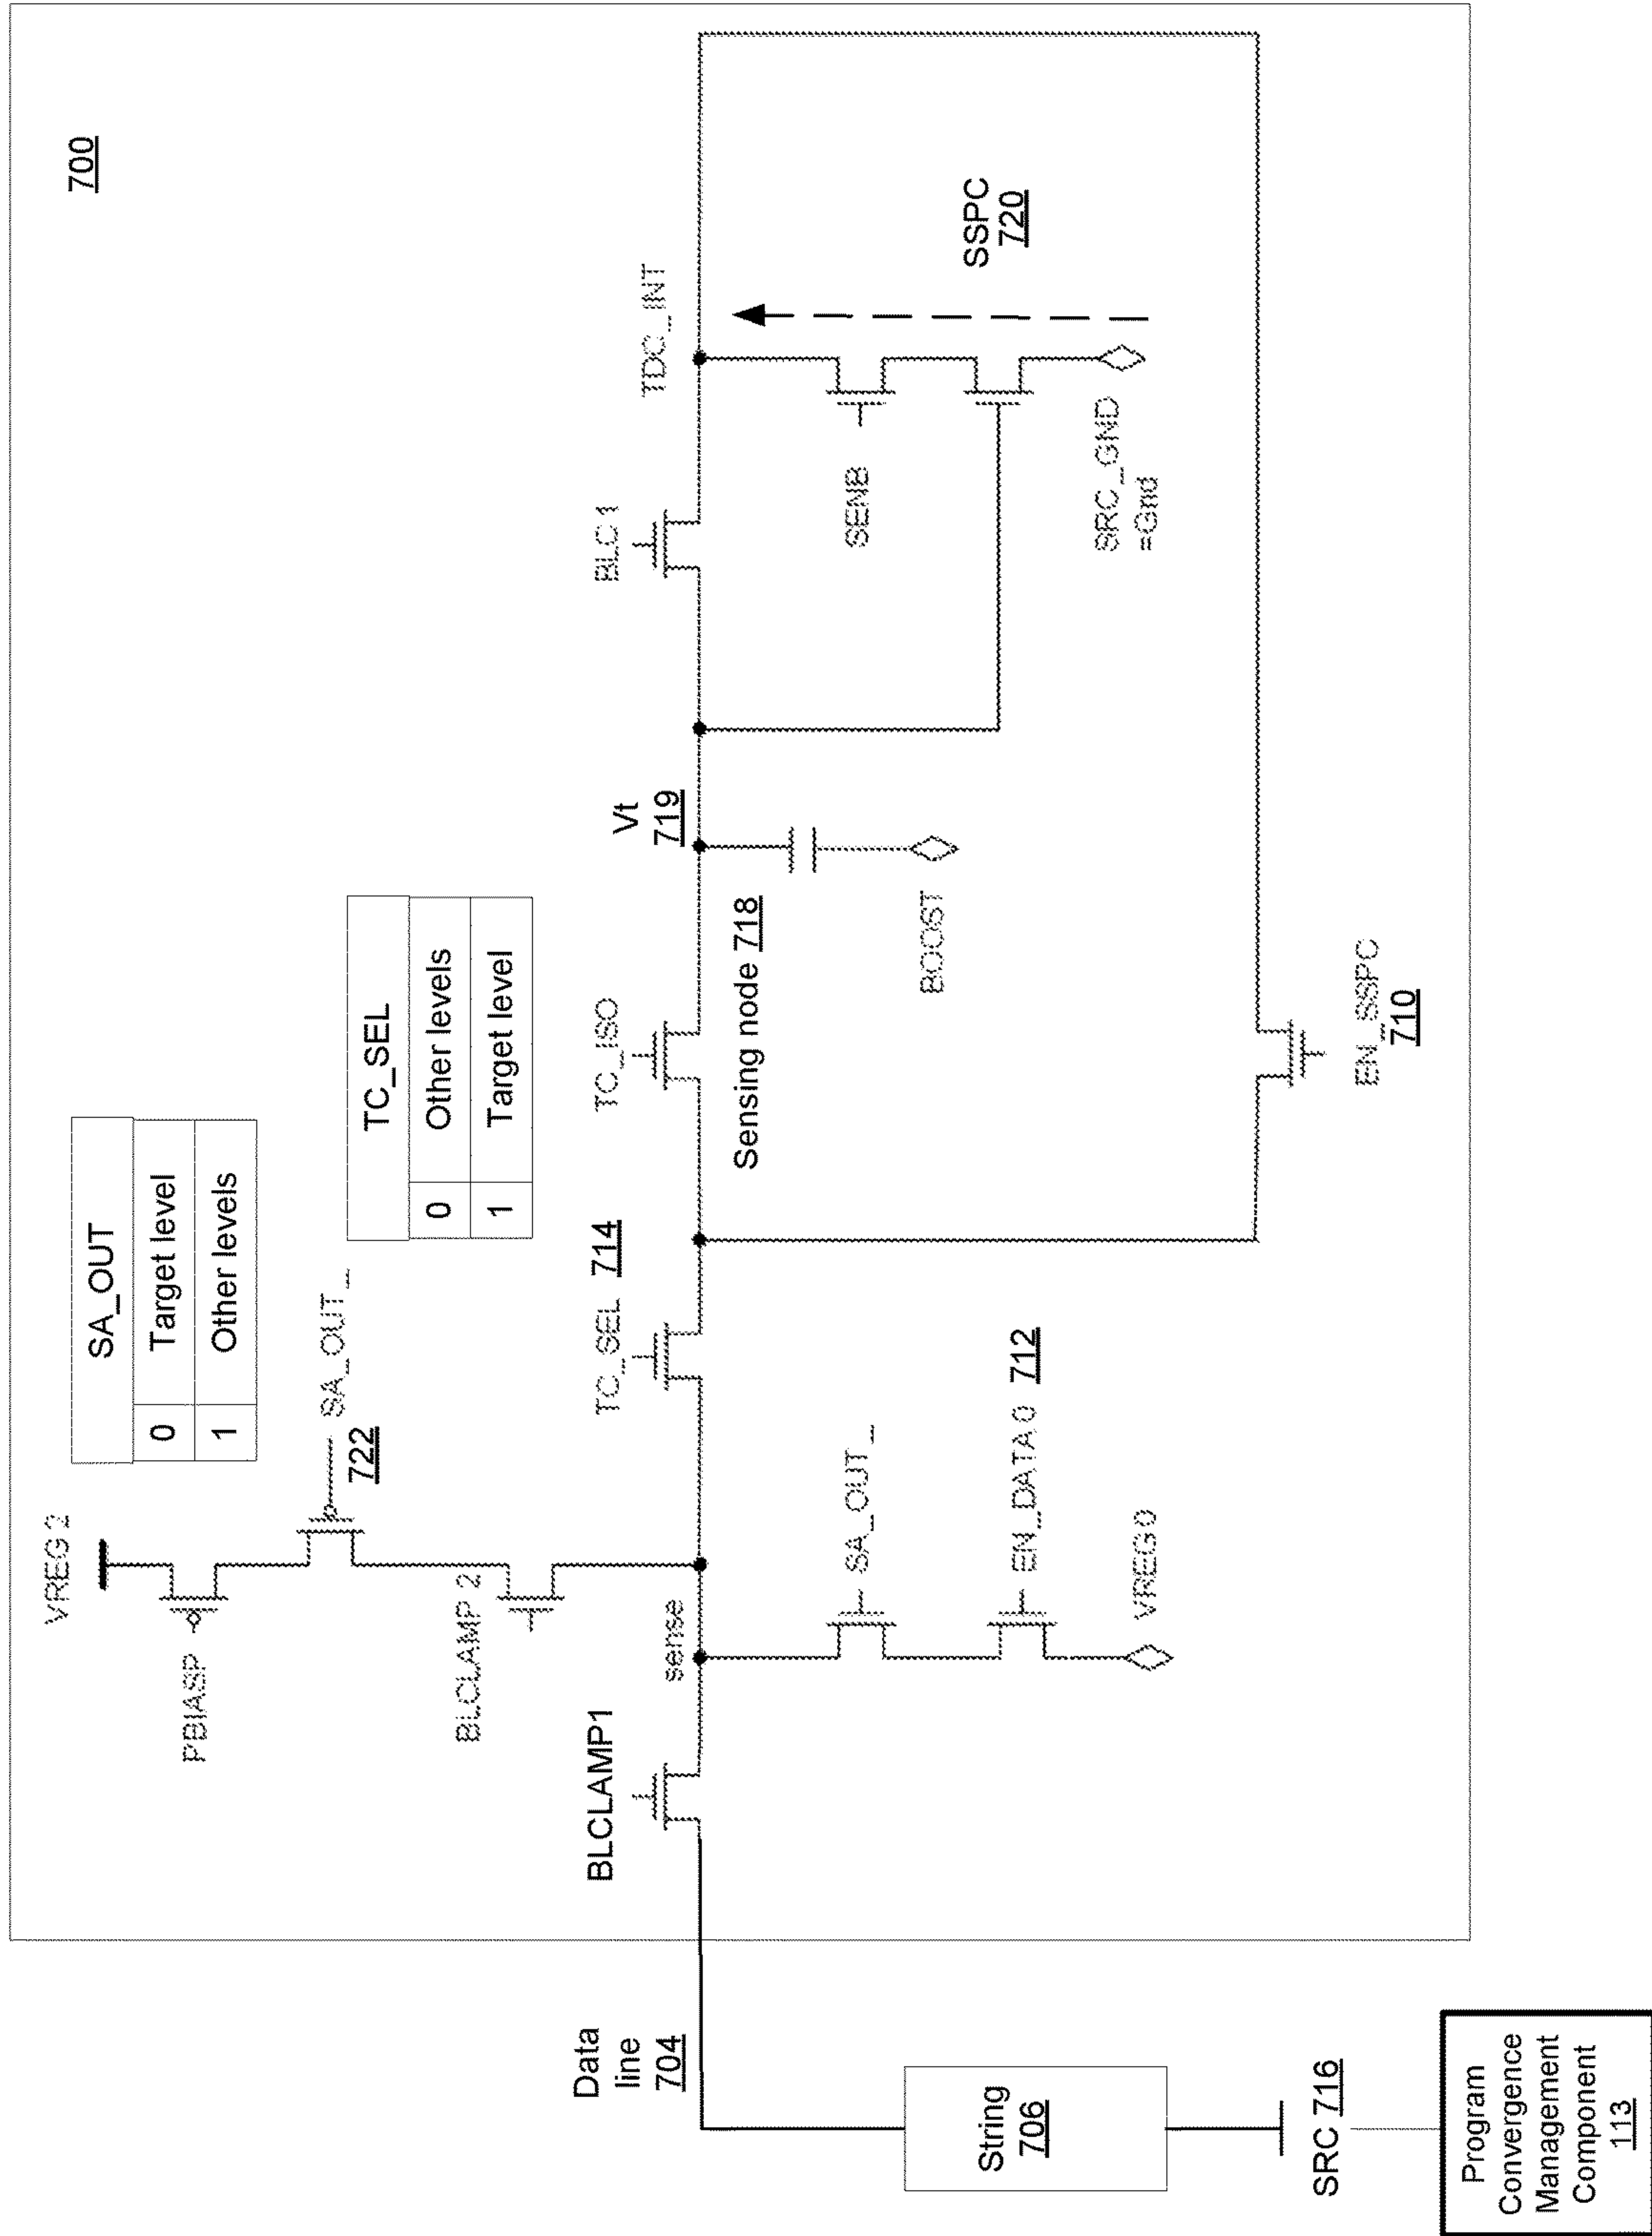 700
SA_OUT
0 Target level
1 Other levels
TC_SEL
0 Other levels
1 Target level
VREG 2
PBIASP
SA_OUT_
722
BLCLAMP 2
BLCLAMP1
sense
TC_SEL 714
TC_ISO
Vt
719
BLC1
TDC_INT
Sensing node 718
BOOST
SENB
SRC_GND
=Gnd
SSPC
720
SA_OUT_
EN_DATA 0 712
VREG0
EN_SSPC
710
Data
line
704
String
706
SRC 716
Program
Convergence
Management
Component
113